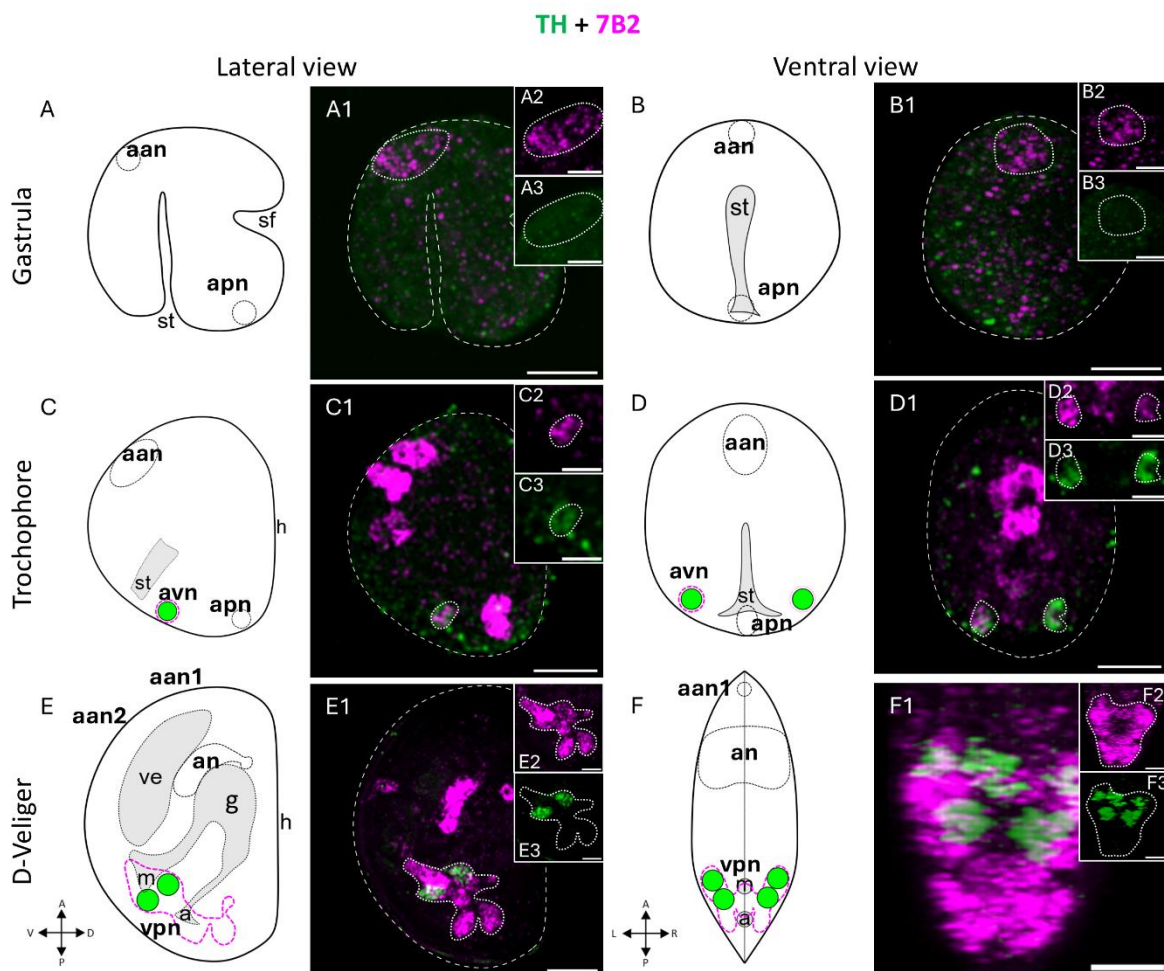 TH + 7B2
Lateral view
Ventral view
Gastrula
A
aan
sf
apn
st
A1
A2
A3
B
aan
st
apn
B1
B2
B3
Trochophore
C
aan
h
st
avn
apn
C1
C2
C3
D
aan
avn
st
apn
D1
D2
D3
D-Veliger
aan1
E
aan2
an
ve
g
h
m
a
vpn
A
V D
P
E1
E2
E3
F
aan1
an
vpn
m
a
A
L R
P
F1
F2
F3